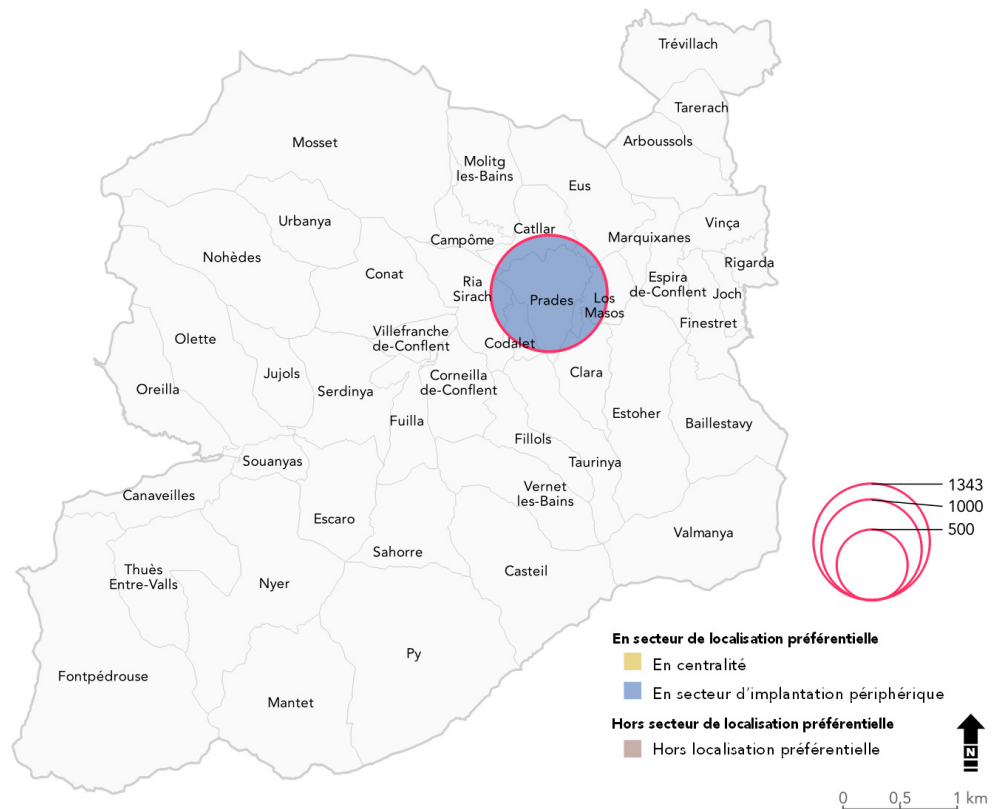 Trévillach
Tarerach
Arboussols
Mosset
Molitg
les-Bains
Eus
Urbanya
Catllar
Vinça
Campôme
Marquixanes
Nohèdes
Conat
Rigarda
Espira
de-Conflent
Ria
Sirach
Joch
Prades
Los
Masos
Finestret
Villefranche
de-Conflent
Olette
Codalet
Jujols
Clara
Corneilla
de-Conflent
Oreilla
Serdinya
Fuilla
Estoher
Baillestavy
Fillols
Souanyas
Taurinya
Vernet
les-Bains
Canaveilles
Escaro
Valmanya
Sahorre
Casteil
Thuès
Entre-Valls
Nyer
Py
Fontpédrouse
Mantet
1343
1000
500
En secteur de localisation préférentielle
En centralité
En secteur d'implantation périphérique
Hors secteur de localisation préférentielle
Hors localisation préférentielle
N
0 0,5 1 km